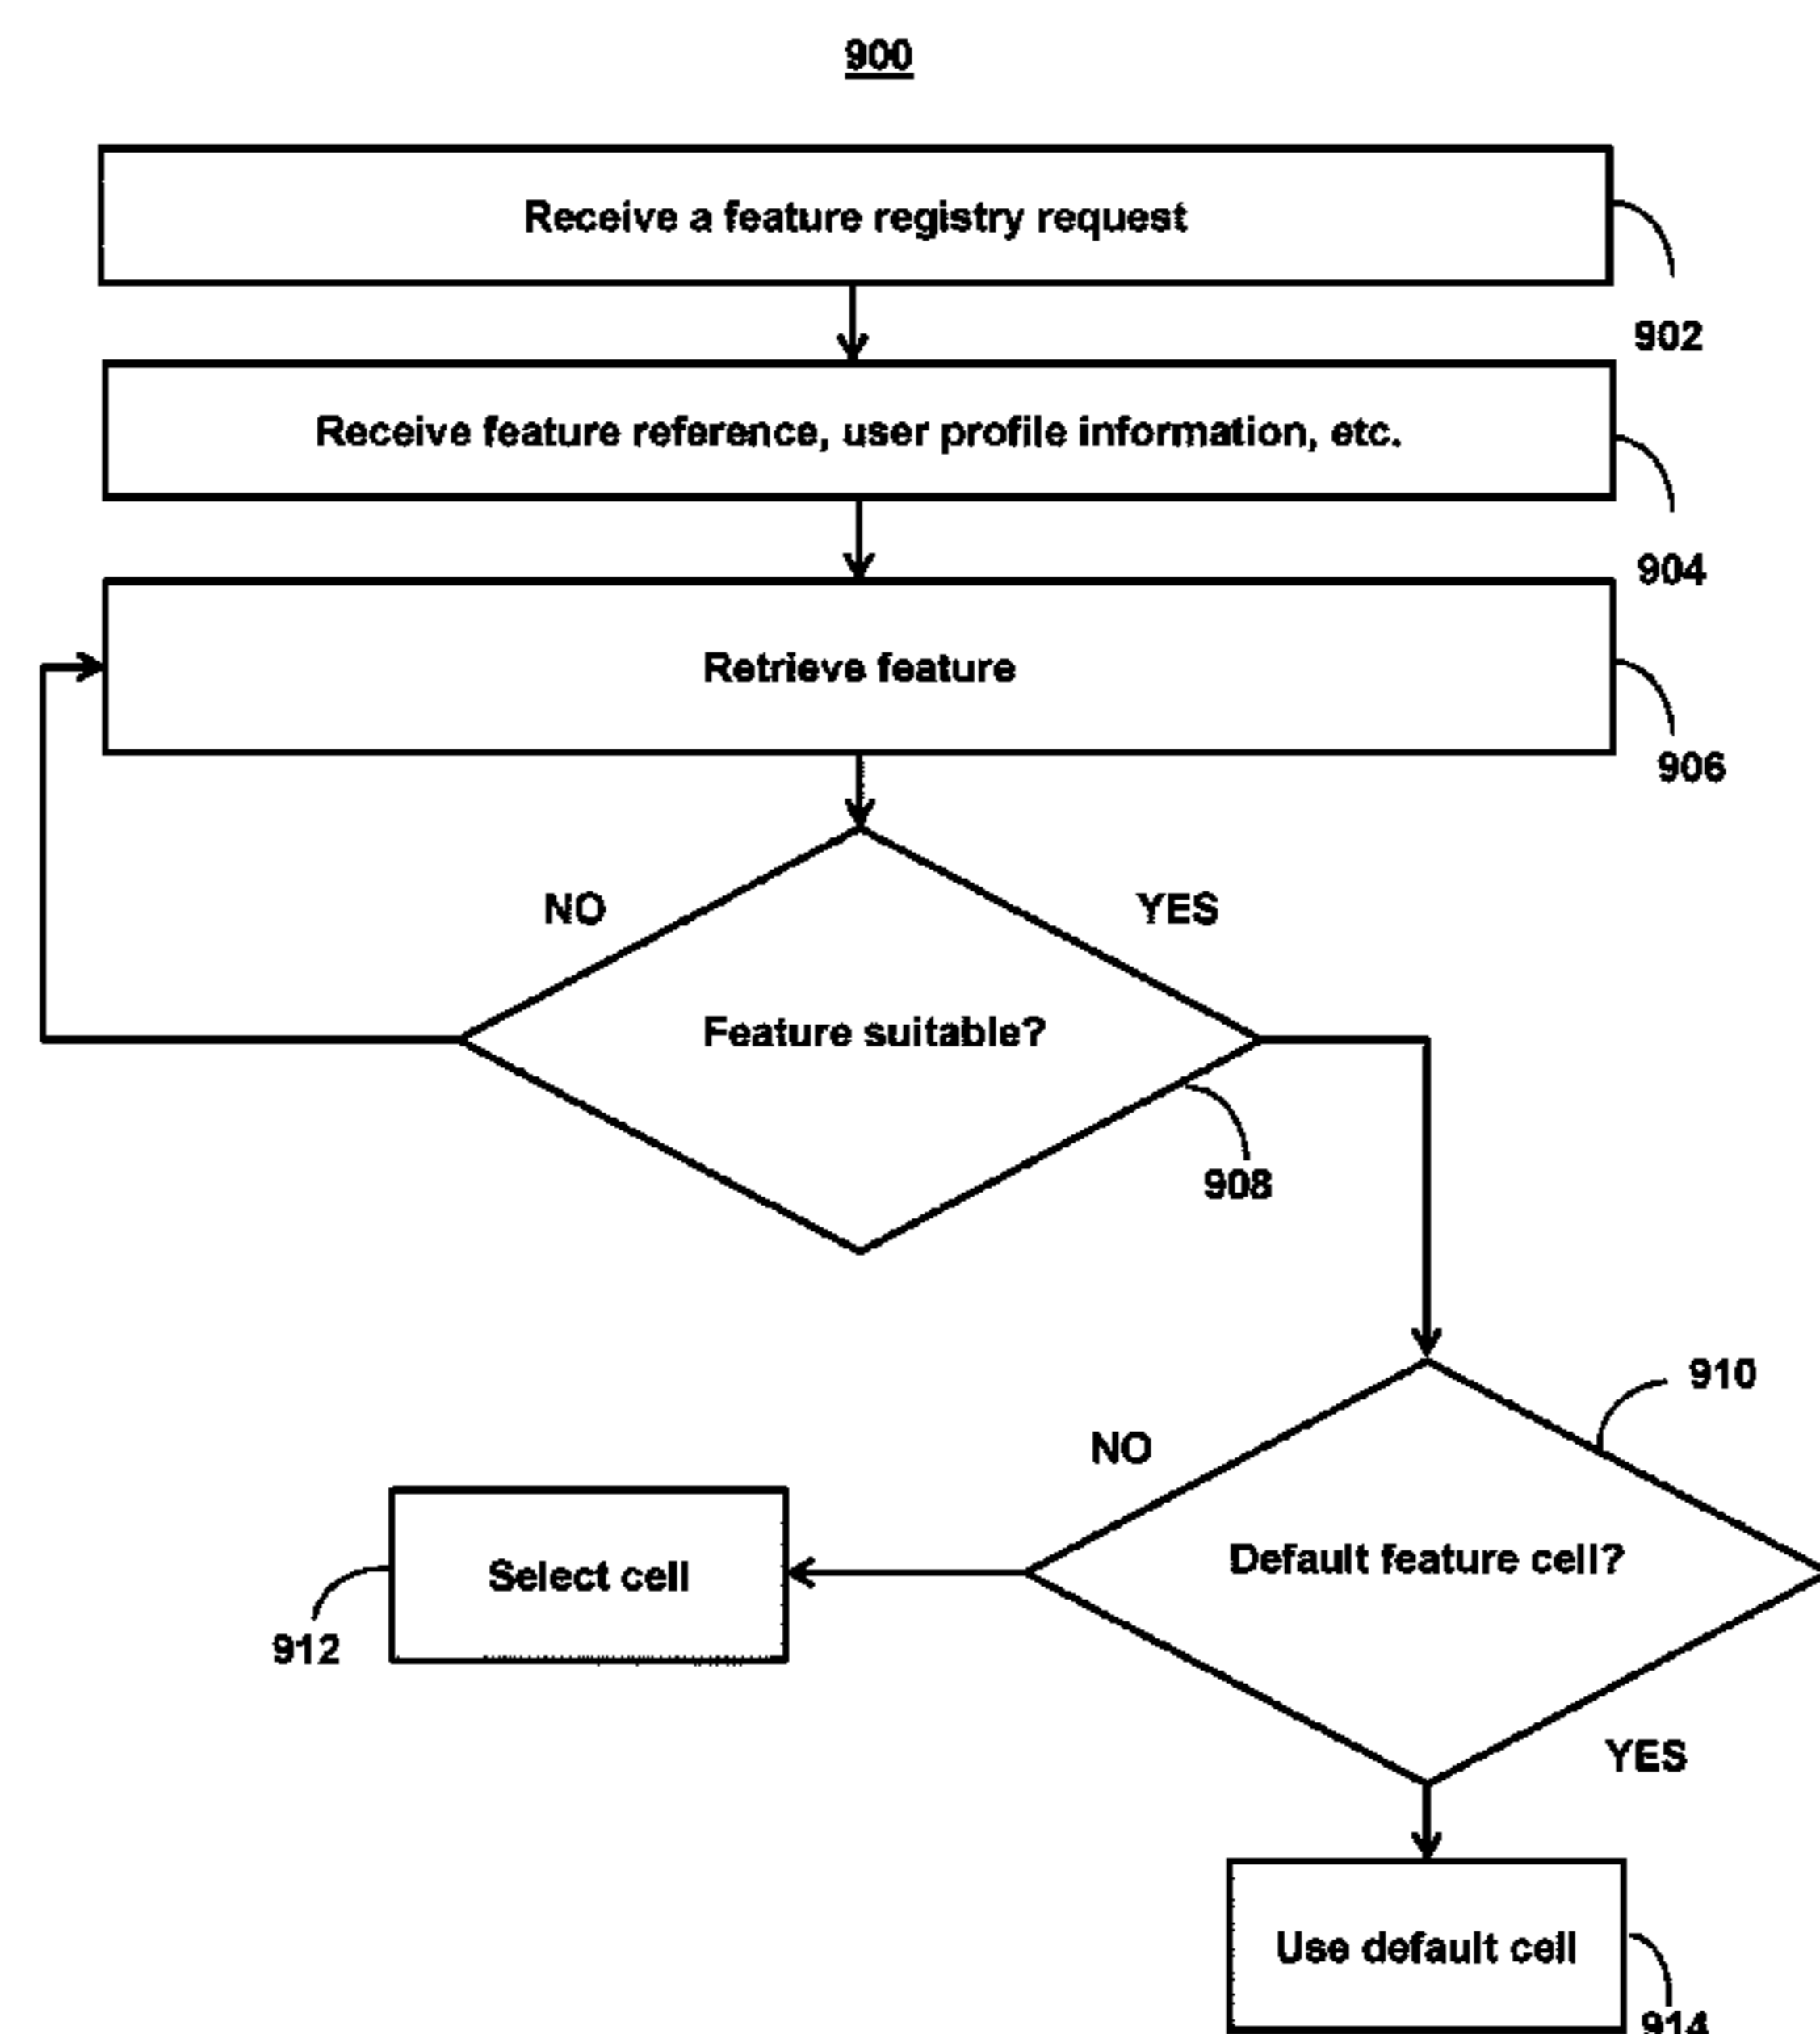 900
Receive a feature registry request
902
Receive feature reference, user profile information, etc.
904
Retrieve feature
906
NO
YES
Feature suitable?
908
910
NO
Default feature cell?
Select cell
912
YES
Use default cell
914